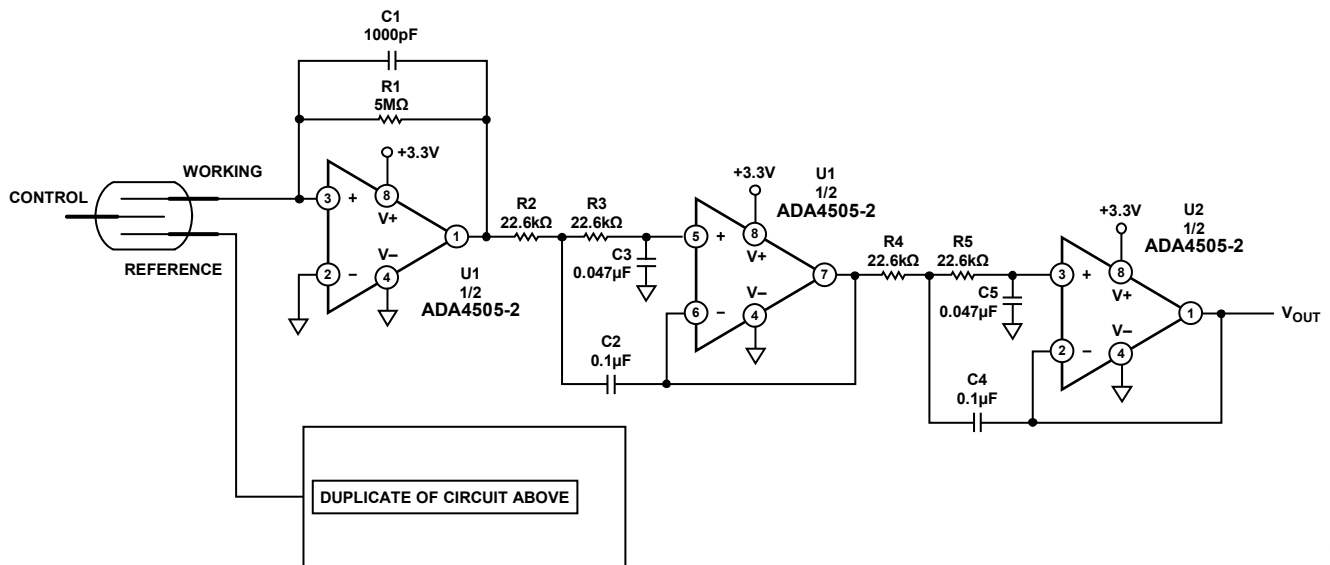 C1
1000pF
R1
5MΩ
+3.3V
WORKING
CONTROL
REFERENCE
3
+
8
V+
1
2
–
V–
4
U1
1/2
ADA4505-2
R2
22.6kΩ
R3
22.6kΩ
C3
0.047µF
C2
0.1µF
+3.3V
U1
1/2
ADA4505-2
5
+
8
V+
7
6
–
V–
4
R4
22.6kΩ
R5
22.6kΩ
C5
0.047µF
C4
0.1µF
+3.3V
U2
1/2
ADA4505-2
3
+
8
V+
1
2
–
V–
4
VOUT
DUPLICATE OF CIRCUIT ABOVE